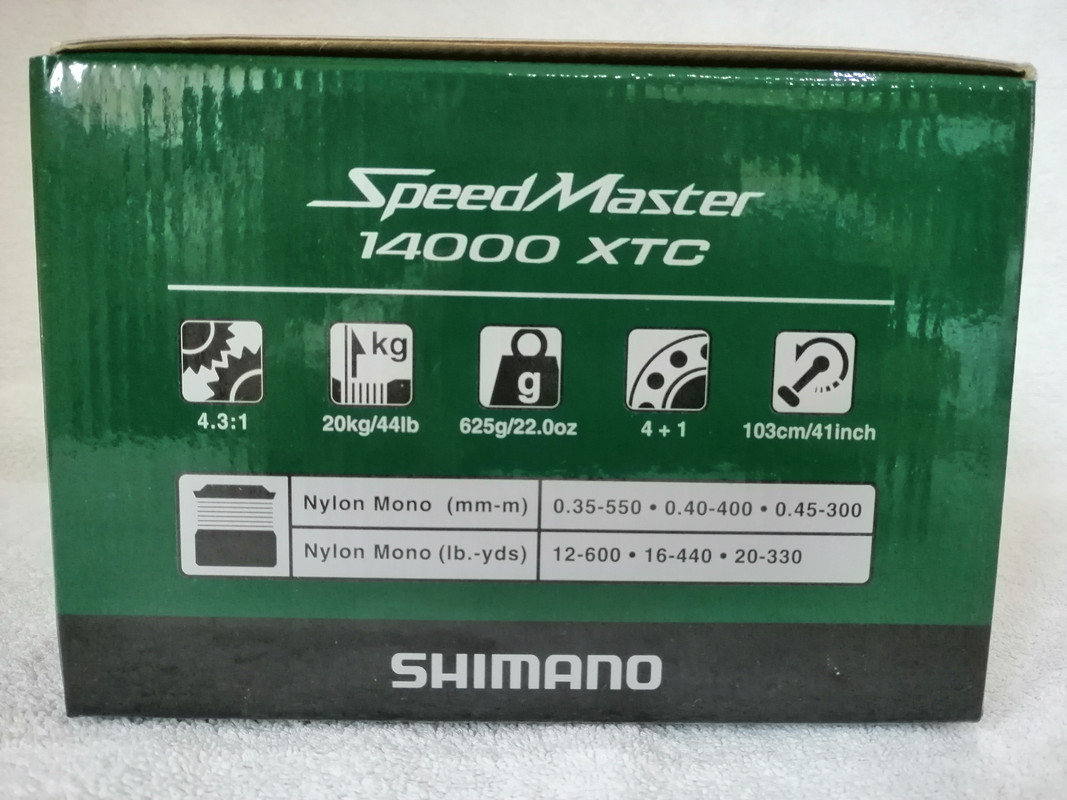 SpeedMaster
14000 XTC
kg
g
4.3:1
20kg/44lb
625g/22.0oz
4 + 1
103cm/41inch
Nylon Mono (mm-m) 0.35-550 • 0.40-400 • 0.45-300
Nylon Mono (lb.-yds) 12-600 • 16-440 • 20-330
SHIMANO